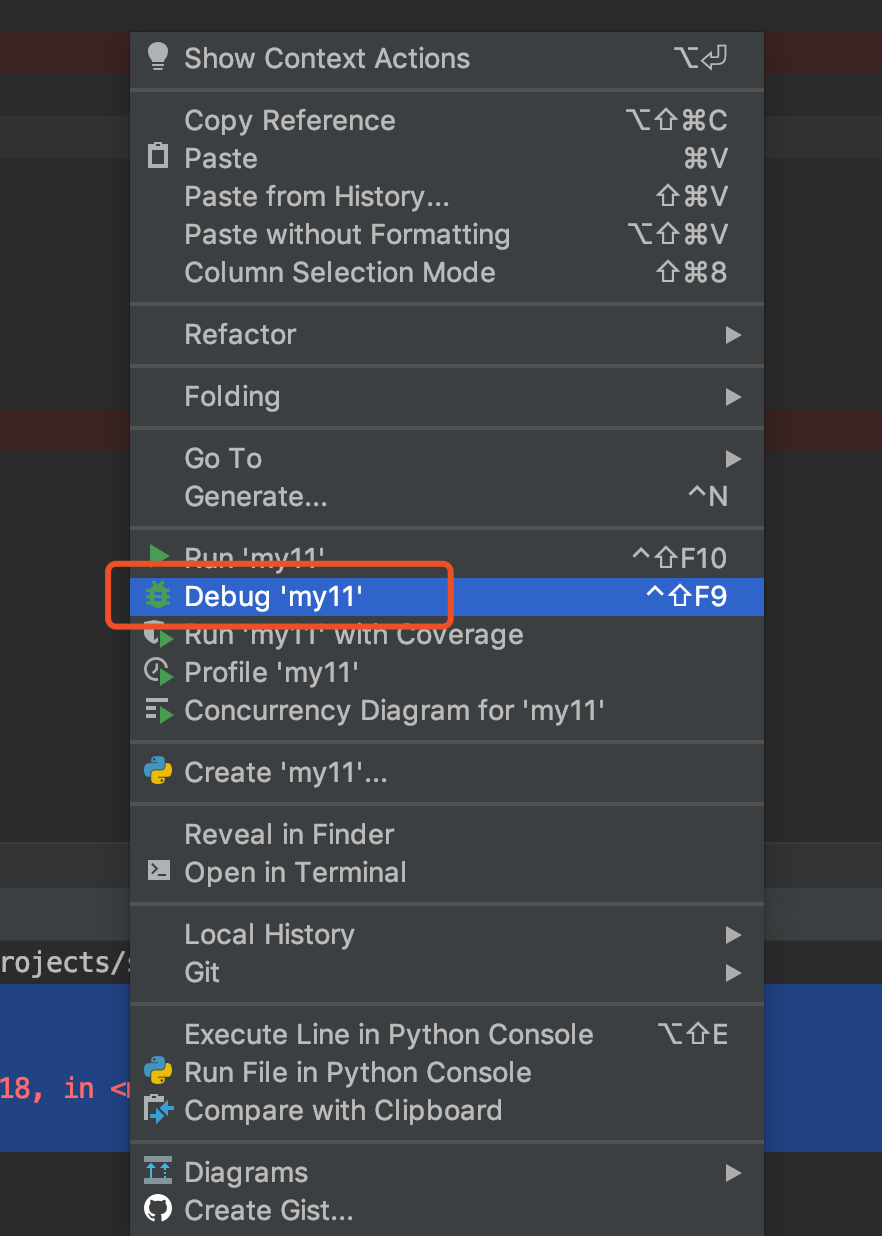 Show Context Actions ⌥⏎
Copy Reference ⌥⇧⌘C
Paste ⌘V
Paste from History... ⇧⌘V
Paste without Formatting ⌥⇧⌘V
Column Selection Mode ⇧⌘8
Refactor
Folding
Go To
Generate... ^N
Run 'my11' ^⇧F10
Debug 'my11' ^⇧F9
Run 'my11' with Coverage
Profile 'my11'
Concurrency Diagram for 'my11'
Create 'my11'...
Reveal in Finder
Open in Terminal
Local History
rojects/
Git
Execute Line in Python Console ⌥⇧E
Run File in Python Console
18, in <
Compare with Clipboard
Diagrams
Create Gist...